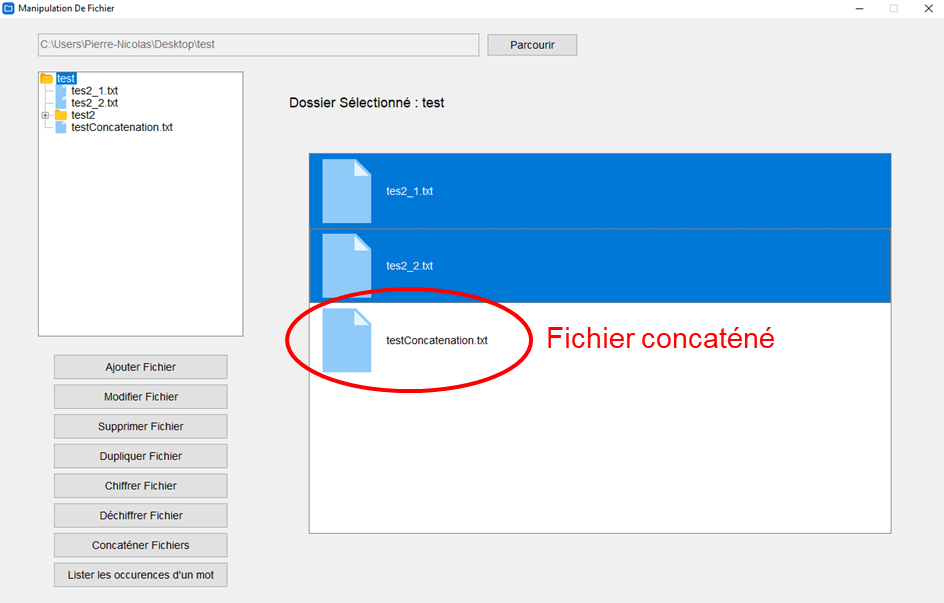 Manipulation De Fichier
C:\Users\Pierre-Nicolas\Desktop\test
Parcourir
test
tes2_1.txt
tes2_2.txt
test2
testConcatenation.txt
Dossier Sélectionné : test
tes2_1.txt
tes2_2.txt
testConcatenation.txt
Fichier concaténé
Ajouter Fichier
Modifier Fichier
Supprimer Fichier
Dupliquer Fichier
Chiffrer Fichier
Déchiffrer Fichier
Concaténer Fichiers
Lister les occurences d'un mot